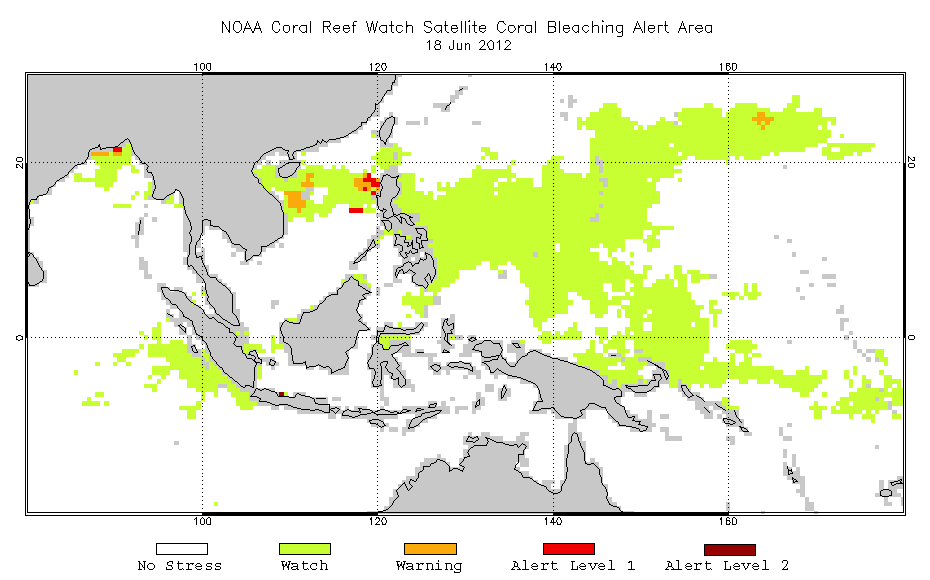 NOAA Coral Reef Watch Satellite Coral Bleaching Alert Area
18 Jun 2012
100 120 140 160
20 20
0 0
100 120 140 160
No Stress Watch Warning Alert Level 1 Alert Level 2